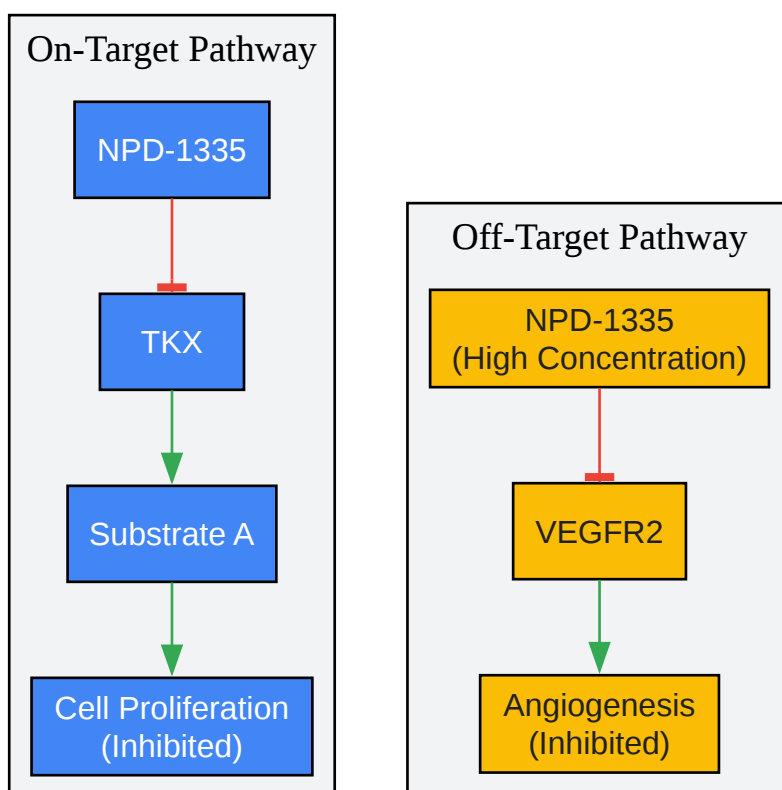 On-Target Pathway
NPD-1335
TKX
Substrate A
Cell Proliferation
(Inhibited)
Off-Target Pathway
NPD-1335
(High Concentration)
VEGFR2
Angiogenesis
(Inhibited)